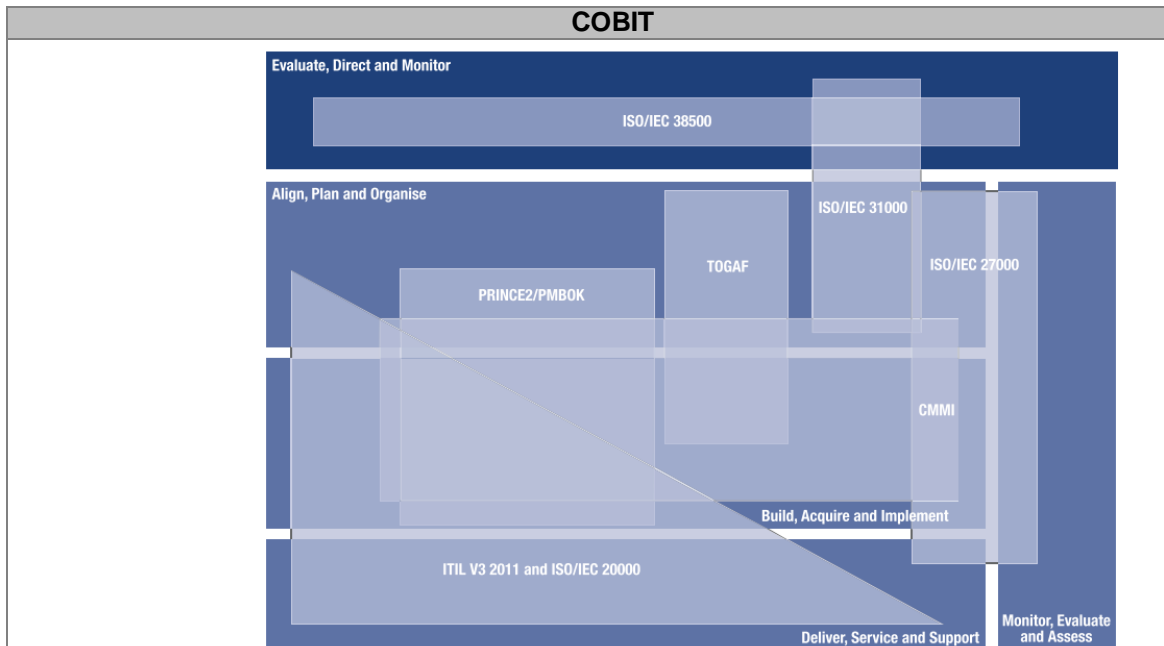 COBIT
Evaluate, Direct and Monitor
ISO/IEC 38500
Align, Plan and Organise
ISO/IEC 31000
TOGAF
ISO/IEC 27000
PRINCE2/PMBOK
CMMI
Build, Acquire and Implement
ITIL V3 2011 and ISO/IEC 20000
Deliver, Service and Support
Monitor, Evaluate
and Assess